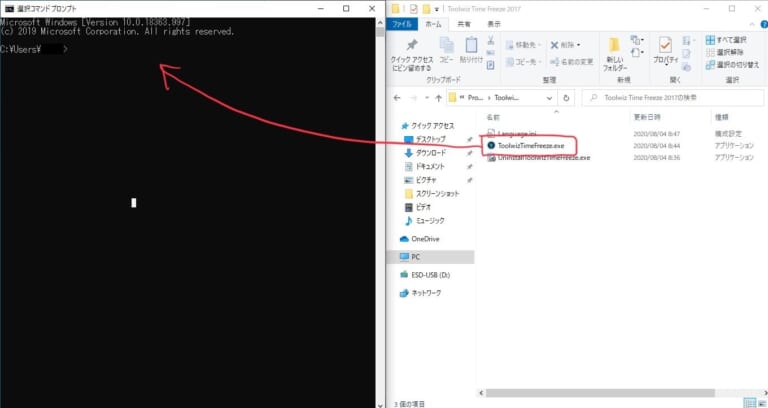 選択コマンド プロンプト
Microsoft Windows [Version 10.0.18363.997]
(c) 2019 Microsoft Corporation. All rights reserved.
C:¥Users¥ >
Toolwiz Time Freeze 2017
ファイル ホーム 共有 表示
クイック アクセスにピン留めする
コピー
貼り付け
クリップボード
移動先
コピー先
削除
名前の変更
整理
新しいフォルダー
新規
プロパティ
開く
すべて選択
選択解除
選択の切り替え
選択
« Pro... › Toolwi...
Toolwiz Time Freeze 2017の検索
クイック アクセス
デスクトップ
ダウンロード
ドキュメント
ピクチャ
スクリーンショット
ビデオ
ミュージック
OneDrive
PC
ESD-USB (D:)
ネットワーク
名前 更新日時 種類
Language.ini 2020/08/04 8:47 構成設定
ToolwizTimeFreeze.exe 2020/08/04 8:44 アプリケーション
UninstallToolwizTimeFreeze.exe 2020/08/04 8:36 アプリケーション
3 個の項目